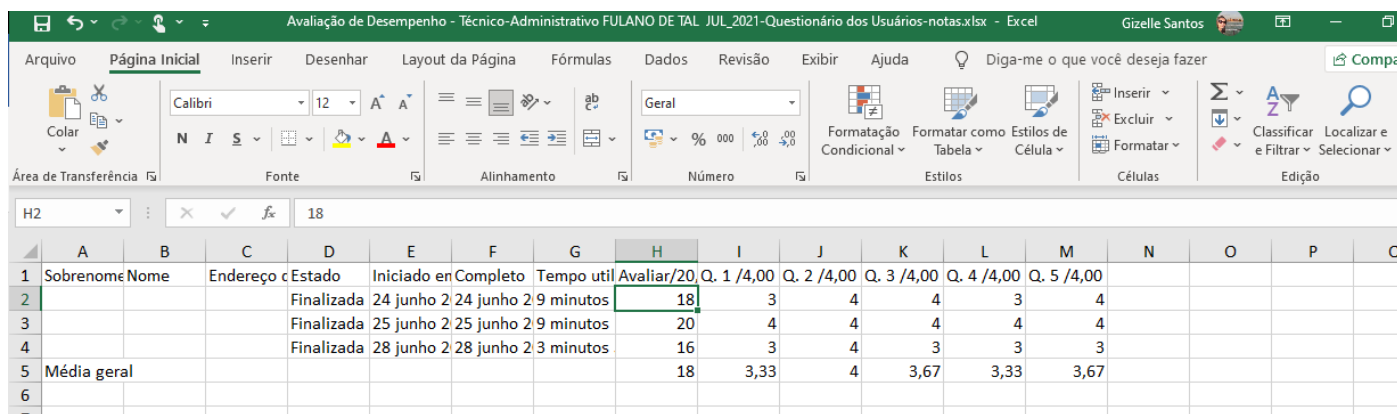 Avaliação de Desempenho - Técnico-Administrativo FULANO DE TAL JUL_2021-Questionário dos Usuários-notas.xlsx - Excel Gizelle Santos
Arquivo Página Inicial Inserir Desenhar Layout da Página Fórmulas Dados Revisão Exibir Ajuda Diga-me o que você deseja fazer Compa
Colar
Calibri 12 A A
N I S A
ab
Geral
% 000 ,00 ,00
Formatação Condicional
Formatar como Tabela
Estilos de Célula
Inserir
Excluir
Formatar
Classificar e Filtrar
Localizar e Selecionar
Área de Transferência Fonte Alinhamento Número Estilos Células Edição
H2 fx 18
A B C D E F G H I J K L M N O P
1 Sobrenome Nome Endereço d Estado Iniciado en Completo Tempo util Avaliar/20, Q. 1 /4,00 Q. 2 /4,00 Q. 3 /4,00 Q. 4 /4,00 Q. 5 /4,00
2 Finalizada 24 junho 2 24 junho 2 9 minutos 18 3 4 4 3 4
3 Finalizada 25 junho 2 25 junho 2 9 minutos 20 4 4 4 4 4
4 Finalizada 28 junho 2 28 junho 2 3 minutos 16 3 4 3 3 3
5 Média geral 18 3,33 4 3,67 3,33 3,67
6